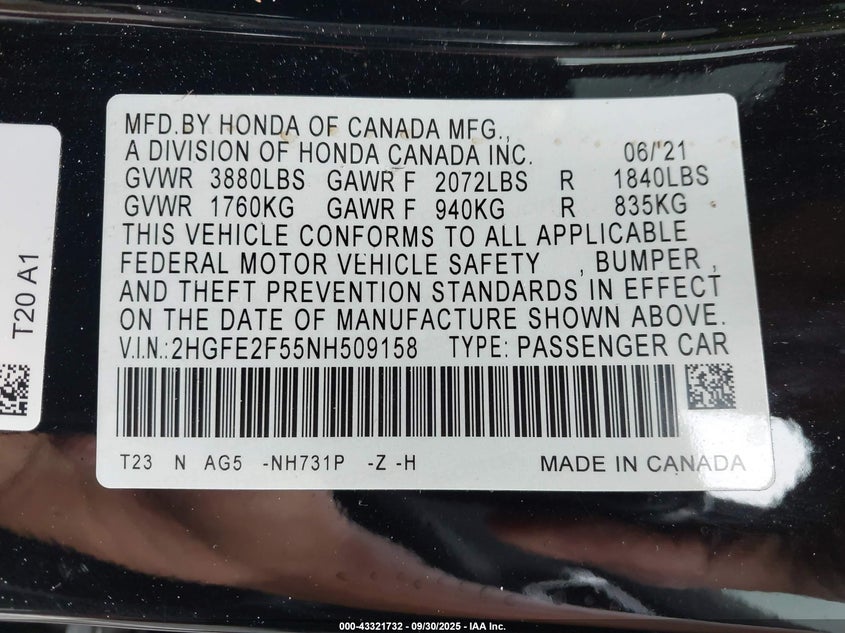 MFD.BY HONDA OF CANADA MFG.,
A DIVISION OF HONDA CANADA INC. 06/'21
GVWR 3880LBS GAWR F 2072LBS R 1840LBS
GVWR 1760KG GAWR F 940KG R 835KG
THIS VEHICLE CONFORMS TO ALL APPLICABLE
FEDERAL MOTOR VEHICLE SAFETY , BUMPER ,
AND THEFT PREVENTION STANDARDS IN EFFECT
ON THE DATE OF MANUFACTURE SHOWN ABOVE.
V.I.N.:2HGFE2F55NH509158 TYPE: PASSENGER CAR
T23 N AG5 -NH731P -Z -H MADE IN CANADA
T20 A1
000-43321732 - 09/30/2025 - IAA Inc.